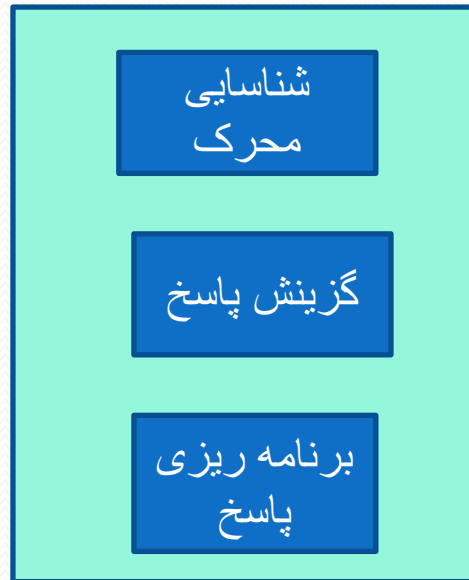 شناسایی
محرک
گزینش پاسخ
برنامه ریزی
پاسخ